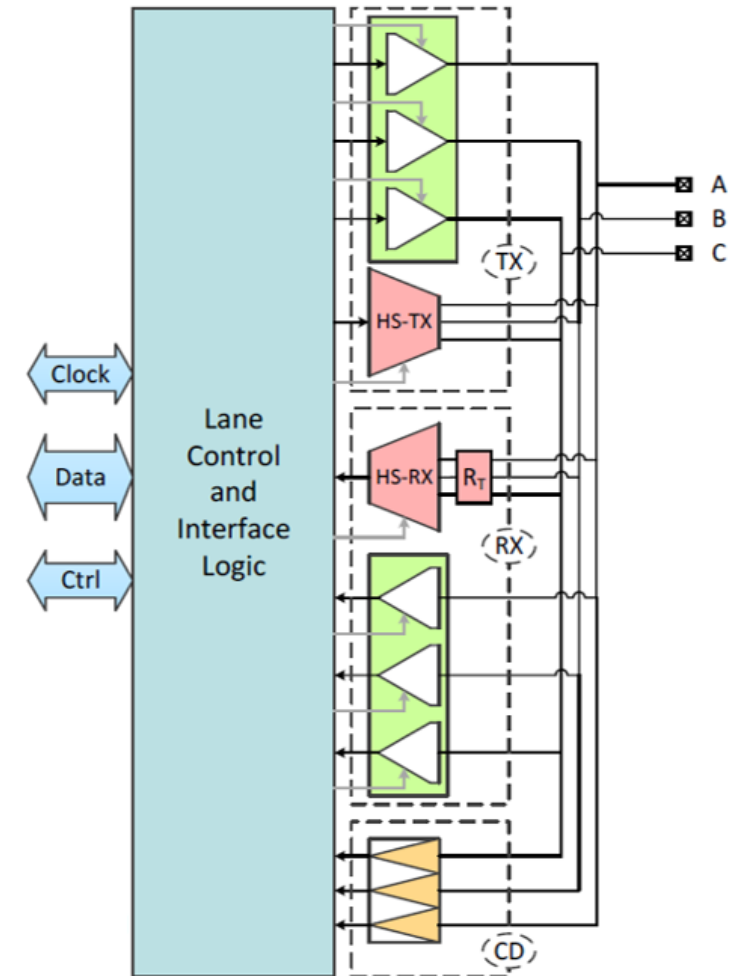 A
B
C
TX
HS-TX
Clock
Lane
Control
and
Interface
Logic
Data
HS-RX
RT
RX
Ctrl
CD